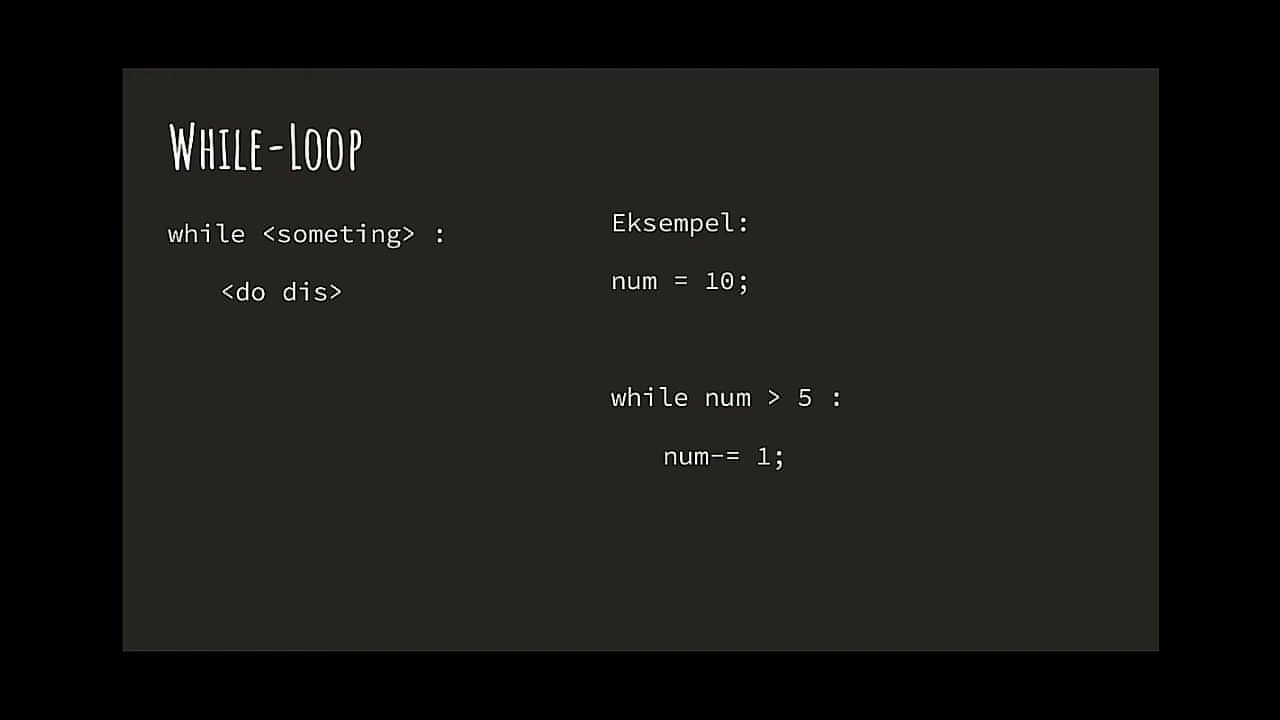 While-Loop
while <someting> :
<do dis>
Eksempel:
num = 10;
while num > 5 :
num-= 1;